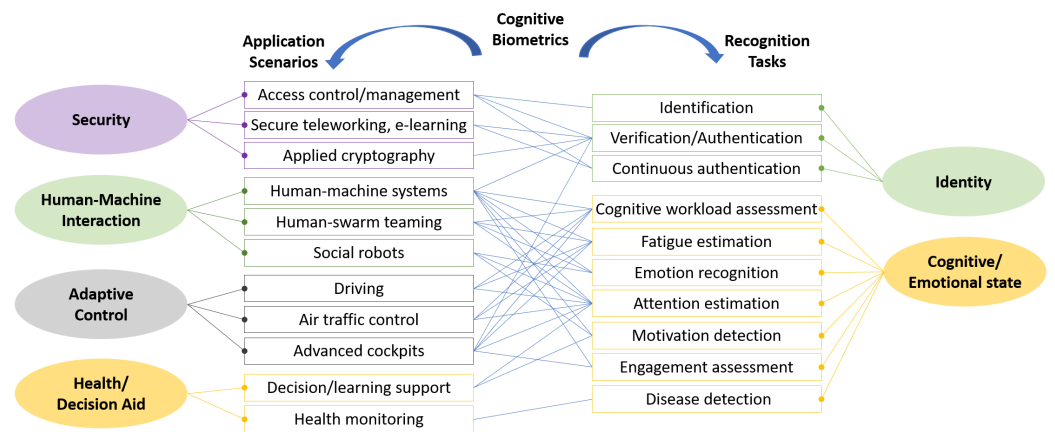 Cognitive
Biometrics
Application
Scenarios
Recognition
Tasks
Security
Access control/management
Secure teleworking, e-learning
Applied cryptography
Human-Machine
Interaction
Human-machine systems
Human-swarm teaming
Social robots
Adaptive
Control
Driving
Air traffic control
Advanced cockpits
Health/
Decision Aid
Decision/learning support
Health monitoring
Identification
Verification/Authentication
Continuous authentication
Cognitive workload assessment
Fatigue estimation
Emotion recognition
Attention estimation
Motivation detection
Engagement assessment
Disease detection
Identity
Cognitive/
Emotional state